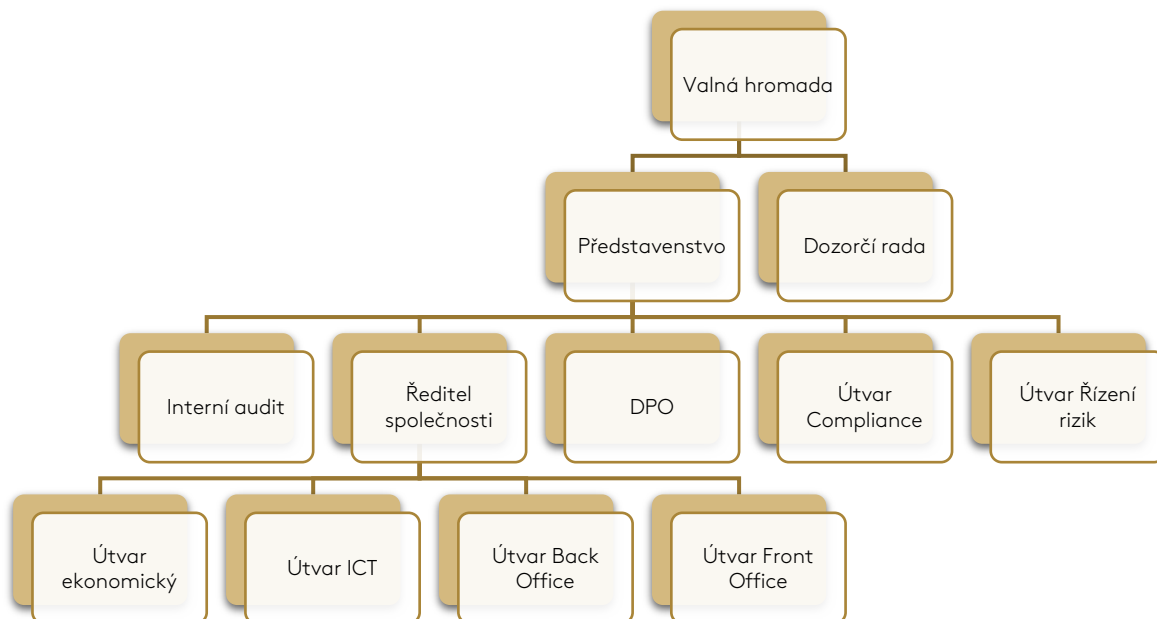 Valná hromada
Představenstvo
Dozorčí rada
Interní audit
Ředitel
společnosti
DPO
Útvar
Compliance
Útvar Řízení
rizik
Útvar
ekonomický
Útvar ICT
Útvar Back
Office
Útvar Front
Office